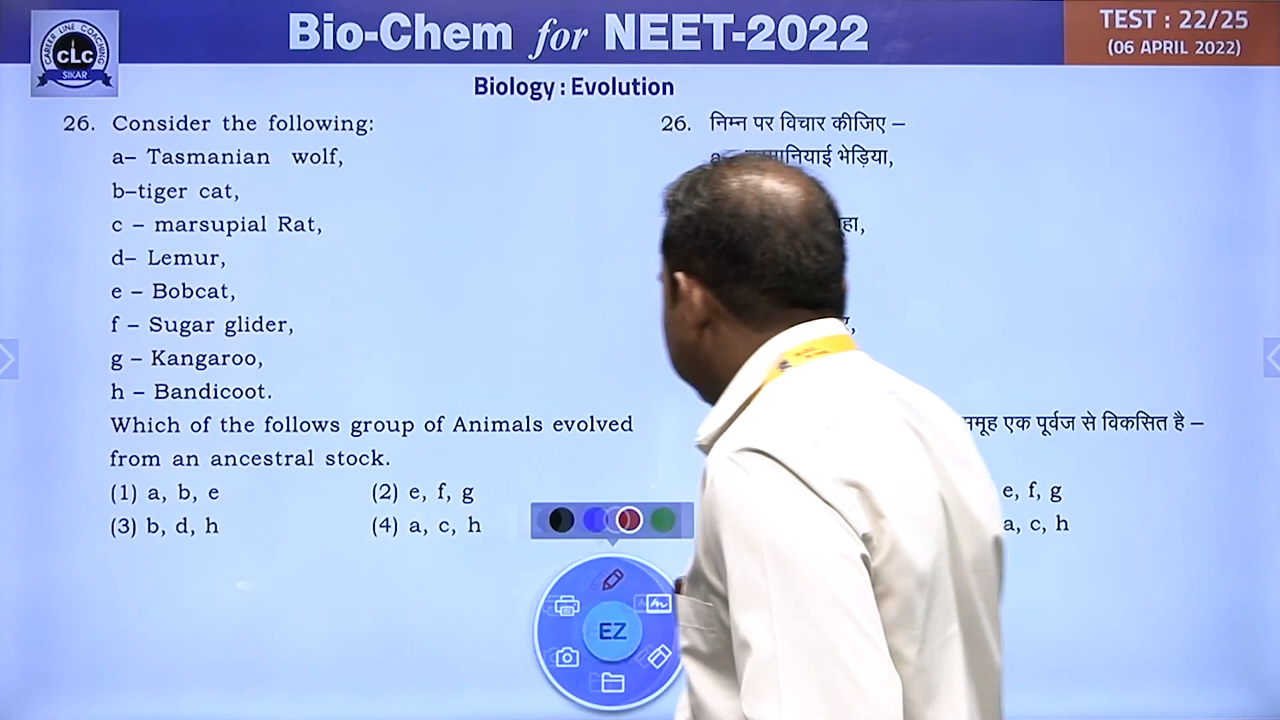 CAREER LINE COACHING
CLC
SIKAR
Bio-Chem for NEET-2022
TEST : 22/25
(06 APRIL 2022)
Biology : Evolution
26. Consider the following:
a– Tasmanian wolf,
b–tiger cat,
c – marsupial Rat,
d– Lemur,
e – Bobcat,
f – Sugar glider,
g – Kangaroo,
h – Bandicoot.
Which of the follows group of Animals evolved
from an ancestral stock.
(1) a, b, e (2) e, f, g
(3) b, d, h (4) a, c, h
26. निम्न पर विचार कीजिए –
भेड़िया,
एक पूर्वज से विकसित है –
e, f, g
a, c, h
EZ